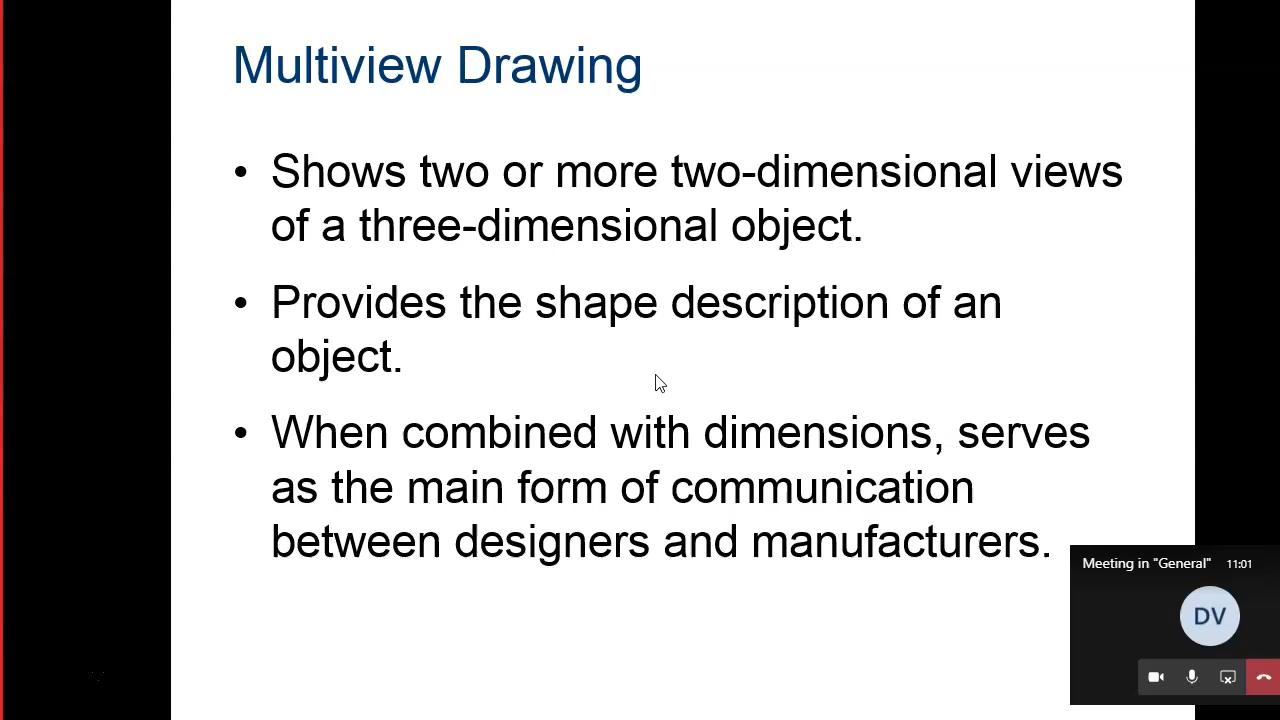 Multiview Drawing
• Shows two or more two-dimensional views
of a three-dimensional object.
• Provides the shape description of an
object.
• When combined with dimensions, serves
as the main form of communication
between designers and manufacturers.
Meeting in "General" 11:01
DV